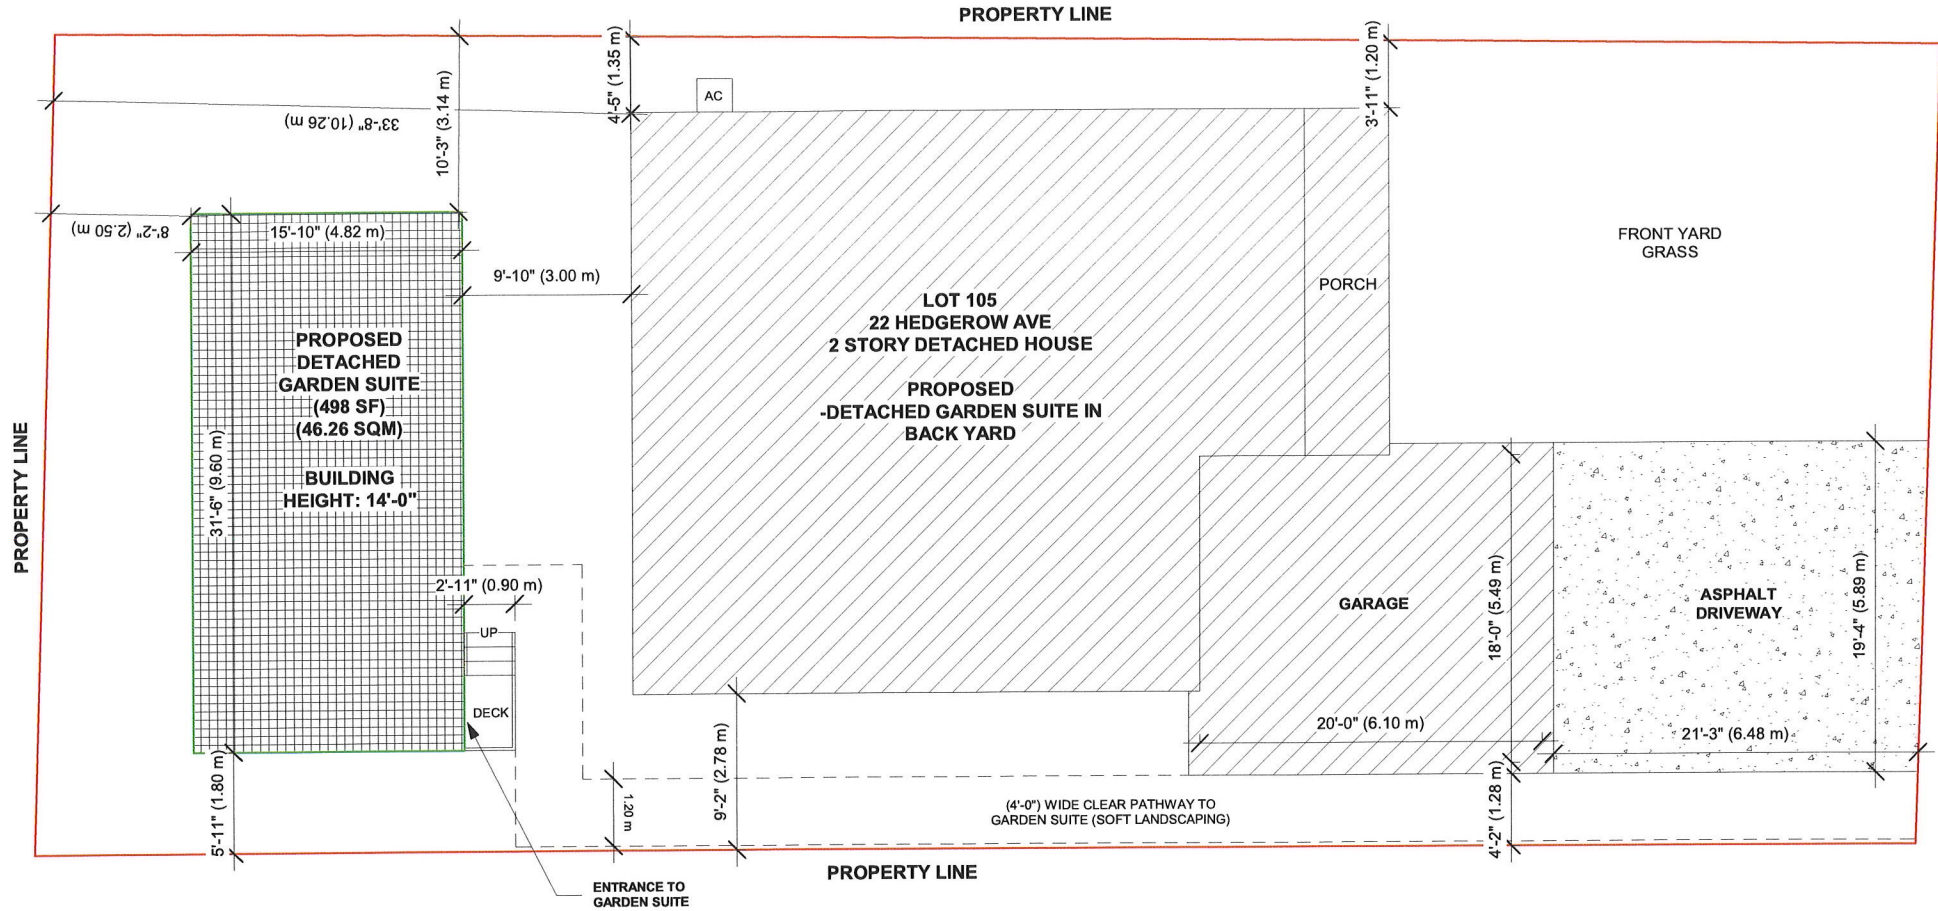 PROPERTY LINE
4'-5" (1.35 m)
3'-11" (1.20 m)
10'-3" (3.14 m)
AC
33'-8" (10.26 m)
8'-2" (2.50 m)
15'-10" (4.82 m)
9'-10" (3.00 m)
FRONT YARD
GRASS
PORCH
LOT 105
22 HEDGEROW AVE
2 STORY DETACHED HOUSE
PROPOSED
-DETACHED GARDEN SUITE IN
BACK YARD
PROPOSED
DETACHED
GARDEN SUITE
(498 SF)
(46.26 SQM)
BUILDING
HEIGHT: 14'-0"
31'-6" (9.60 m)
PROPERTY LINE
2'-11" (0.90 m)
UP
DECK
GARAGE
18'-0" (5.49 m)
ASPHALT
DRIVEWAY
19'-4" (5.89 m)
20'-0" (6.10 m)
21'-3" (6.48 m)
5'-11" (1.80 m)
1.20 m
9'-2" (2.78 m)
(4'-0") WIDE CLEAR PATHWAY TO
GARDEN SUITE (SOFT LANDSCAPING)
4'-2" (1.28 m)
PROPERTY LINE
ENTRANCE TO
GARDEN SUITE